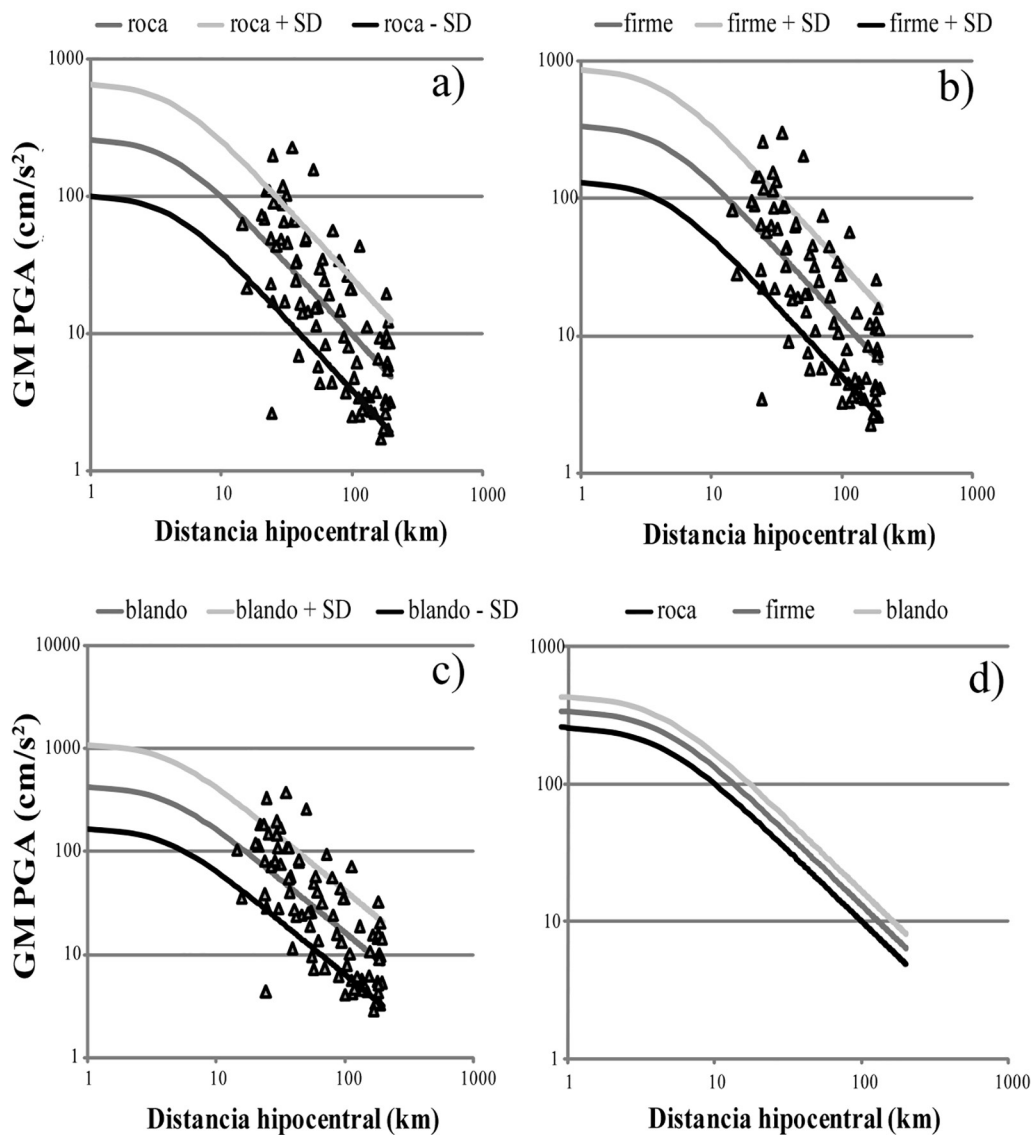 roca roca + SD roca - SD
a)
1000
100
10
1
GM PGA (cm/s²)
1 10 100 1000
Distancia hipocentral (km)
firme firme + SD firme + SD
b)
1000
100
10
1
1 10 100 1000
Distancia hipocentral (km)
blando blando + SD blando - SD
c)
10000
1000
100
10
1
GM PGA (cm/s²)
1 10 100 1000
Distancia hipocentral (km)
roca firme blando
d)
1000
100
10
1
1 10 100 1000
Distancia hipocentral (km)